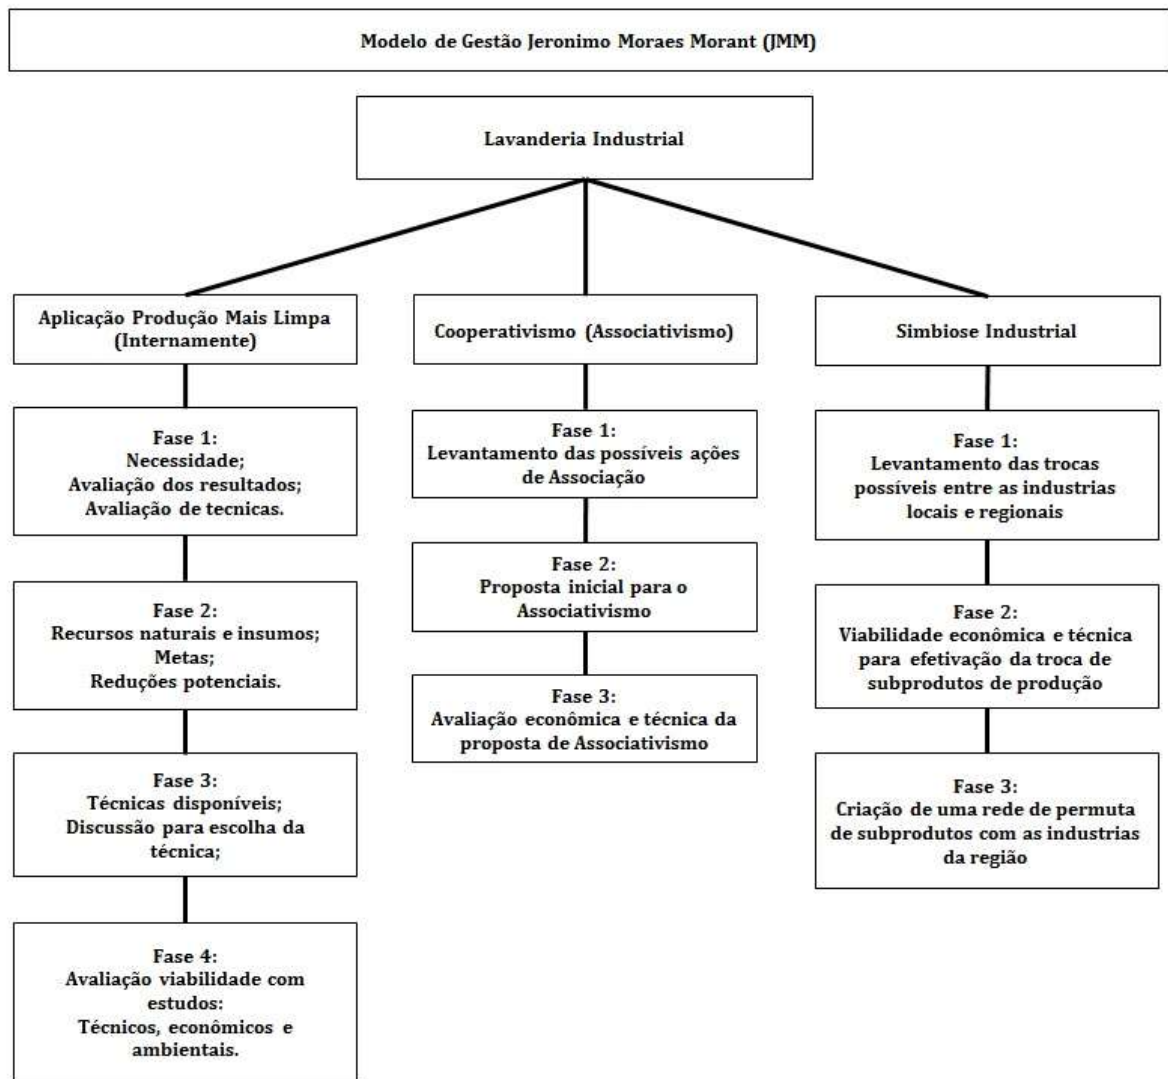 Modelo de Gestão Jeronimo Moraes Morant (JMM)
Lavanderia Industrial
Aplicação Produção Mais Limpa
(Internamente)
Fase 1:
Necessidade;
Avaliação dos resultados;
Avaliação de tecnicas.
Fase 2:
Recursos naturais e insumos;
Metas;
Reduções potenciais.
Fase 3:
Técnicas disponíveis;
Discussão para escolha da
técnica;
Fase 4:
Avaliação viabilidade com
estudos:
Técnicos, econômicos e
ambientais.
Cooperativismo (Associativismo)
Fase 1:
Levantamento das possíveis ações
de Associação
Fase 2:
Proposta inicial para o
Associativismo
Fase 3:
Avaliação econômica e técnica da
proposta de Associativismo
Simbiose Industrial
Fase 1:
Levantamento das trocas
possíveis entre as industrias
locais e regionais
Fase 2:
Viabilidade econômica e técnica
para efetivação da troca de
subprodutos de produção
Fase 3:
Criação de uma rede de permuta
de subprodutos com as industrias
da região